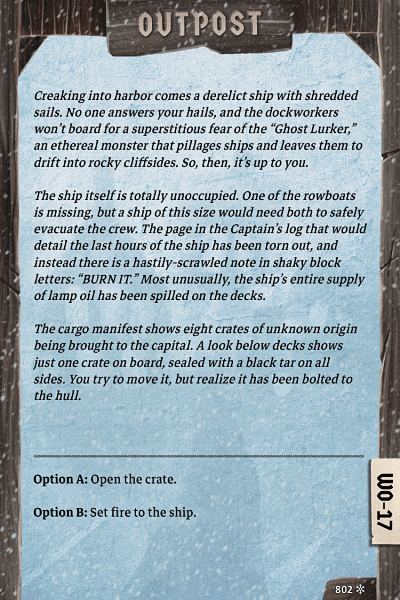 OUTPOST
Creaking into harbor comes a derelict ship with shredded
sails. No one answers your hails, and the dockworkers
won't board for a superstitious fear of the “Ghost Lurker,”
an ethereal monster that pillages ships and leaves them to
drift into rocky cliffsides. So, then, it's up to you.
The ship itself is totally unoccupied. One of the rowboats
is missing, but a ship of this size would need both to safely
evacuate the crew. The page in the Captain's log that would
detail the last hours of the ship has been torn out, and
instead there is a hastily-scrawled note in shaky block
letters: “BURN IT.” Most unusually, the ship's entire supply
of lamp oil has been spilled on the decks.
The cargo manifest shows eight crates of unknown origin
being brought to the capital. A look below decks shows
just one crate on board, sealed with a black tar on all
sides. You try to move it, but realize it has been bolted to
the hull.
Option A: Open the crate.
Option B: Set fire to the ship.
WO-17
802